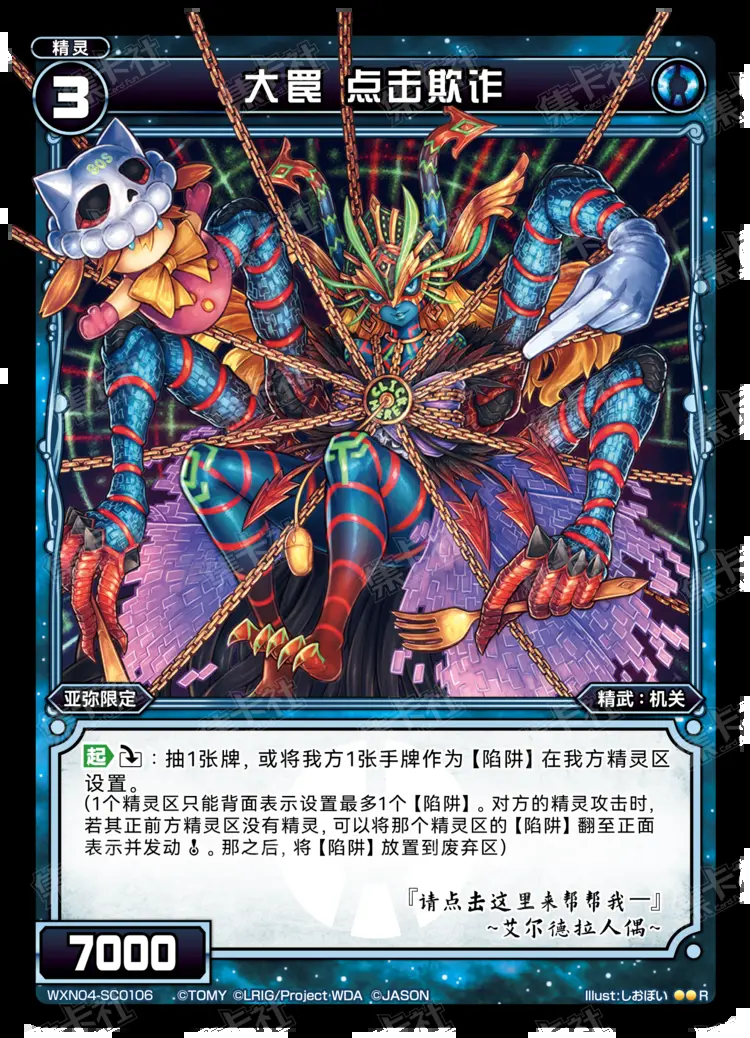 精灵
3
大罠 点击欺诈
SOS
CLICK
HERE
亚弥限定
精武：机关
起 ：抽1张牌，或将我方1张手牌作为【陷阱】在我方精灵区
设置。
(1个精灵区只能背面表示设置最多1个【陷阱】。对方的精灵攻击时，
若其正前方精灵区没有精灵，可以将那个精灵区的【陷阱】翻至正面
表示并发动 。那之后，将【陷阱】放置到废弃区)
『请点击这里来帮帮我—』
~艾尔德拉人偶~
7000
WXN04-SC0106 .©TOMY ©LRIG/Project WDA ©JASON
Illust:しおぼい R
集卡社